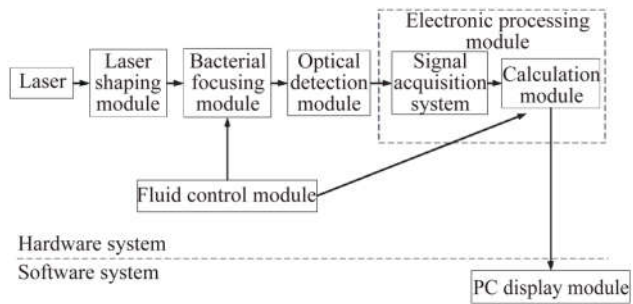 Electronic processing
module
Laser
Laser
shaping
module
Bacterial
focusing
module
Optical
detection
module
Signal
acquisition
system
Calculation
module
Fluid control module
Hardware system
Software system
PC display module